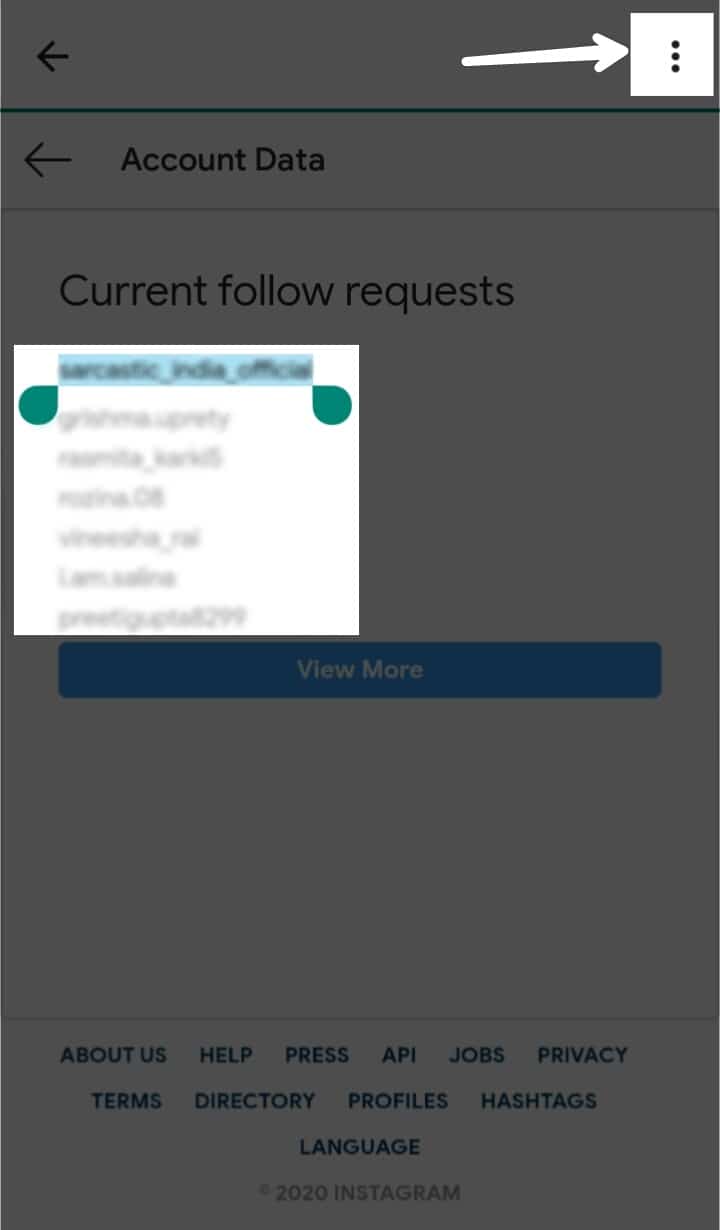 Account Data
Current follow requests
sarcastic_india_official
grishma.uprety
rasmita_karki5
rozina.08
vineesha_rai
i.am.salina
preetigupta8299
View More
ABOUT US HELP PRESS API JOBS PRIVACY
TERMS DIRECTORY PROFILES HASHTAGS
LANGUAGE
© 2020 INSTAGRAM